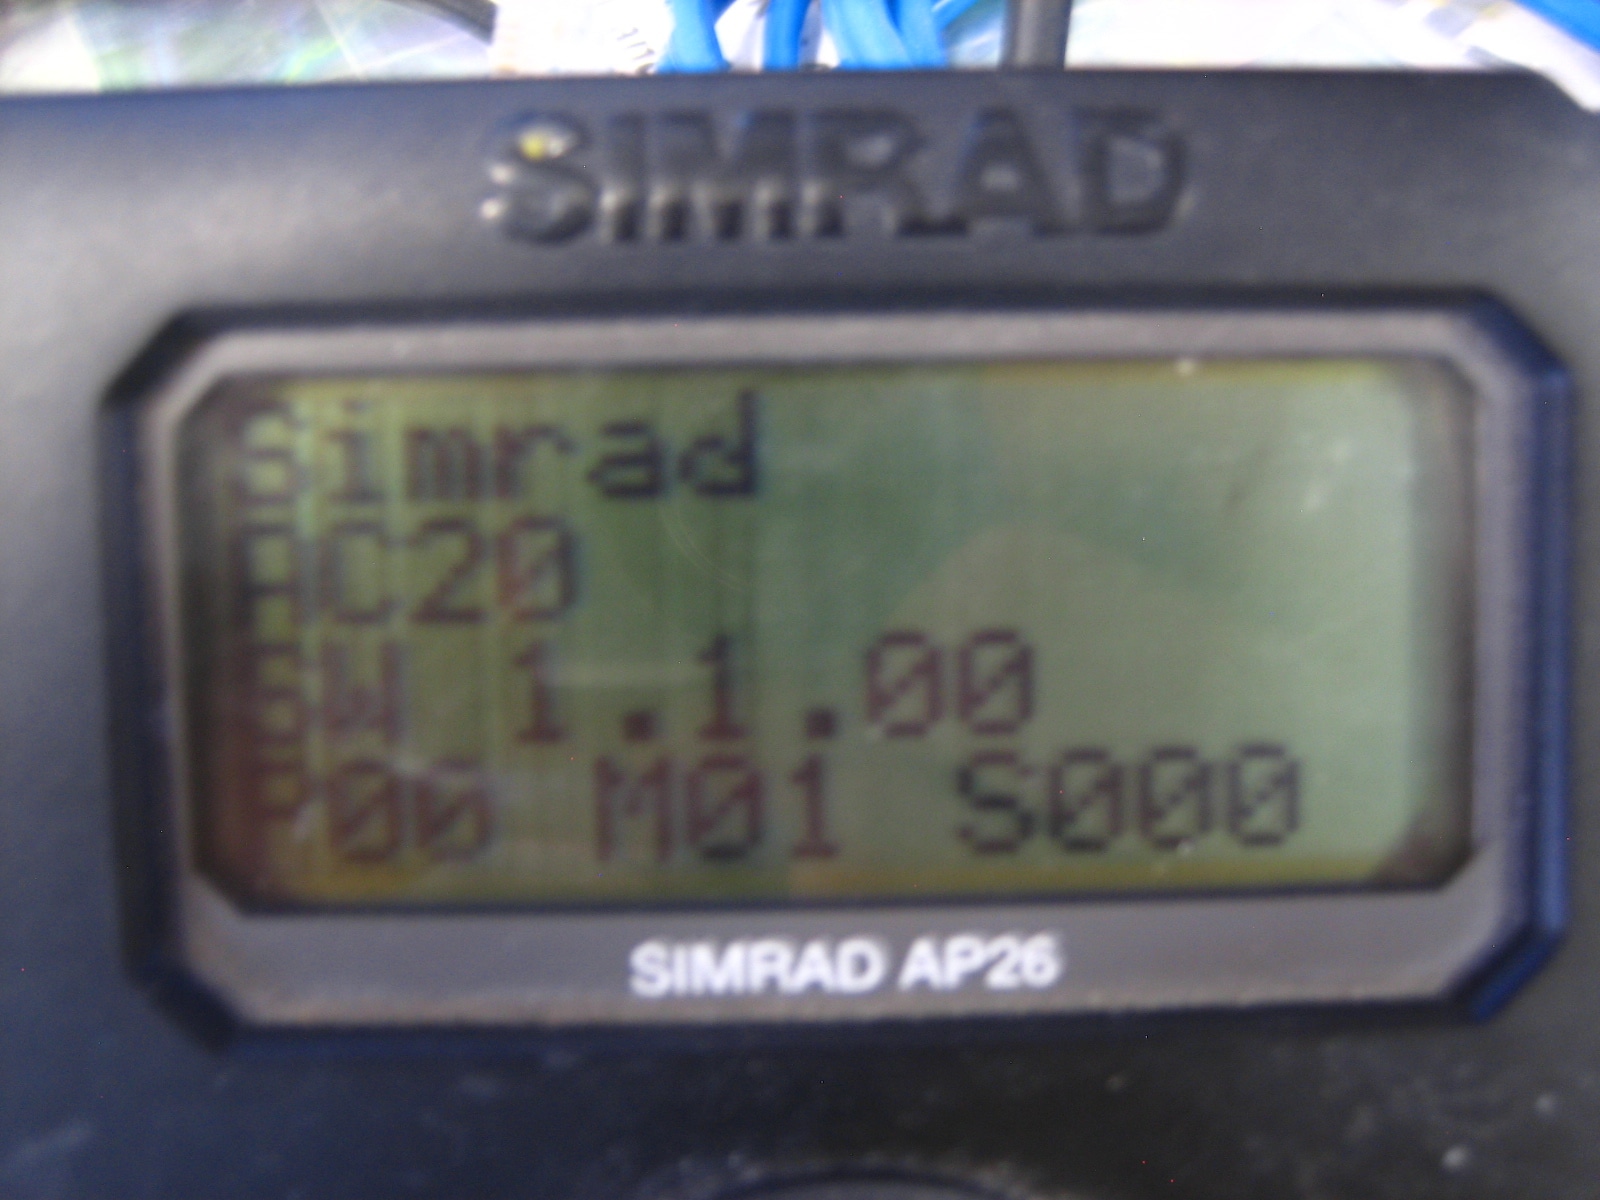 SIMRAD
Simrad
AC20
SW 1.1.00
P00 M01 S000
SIMRAD AP26